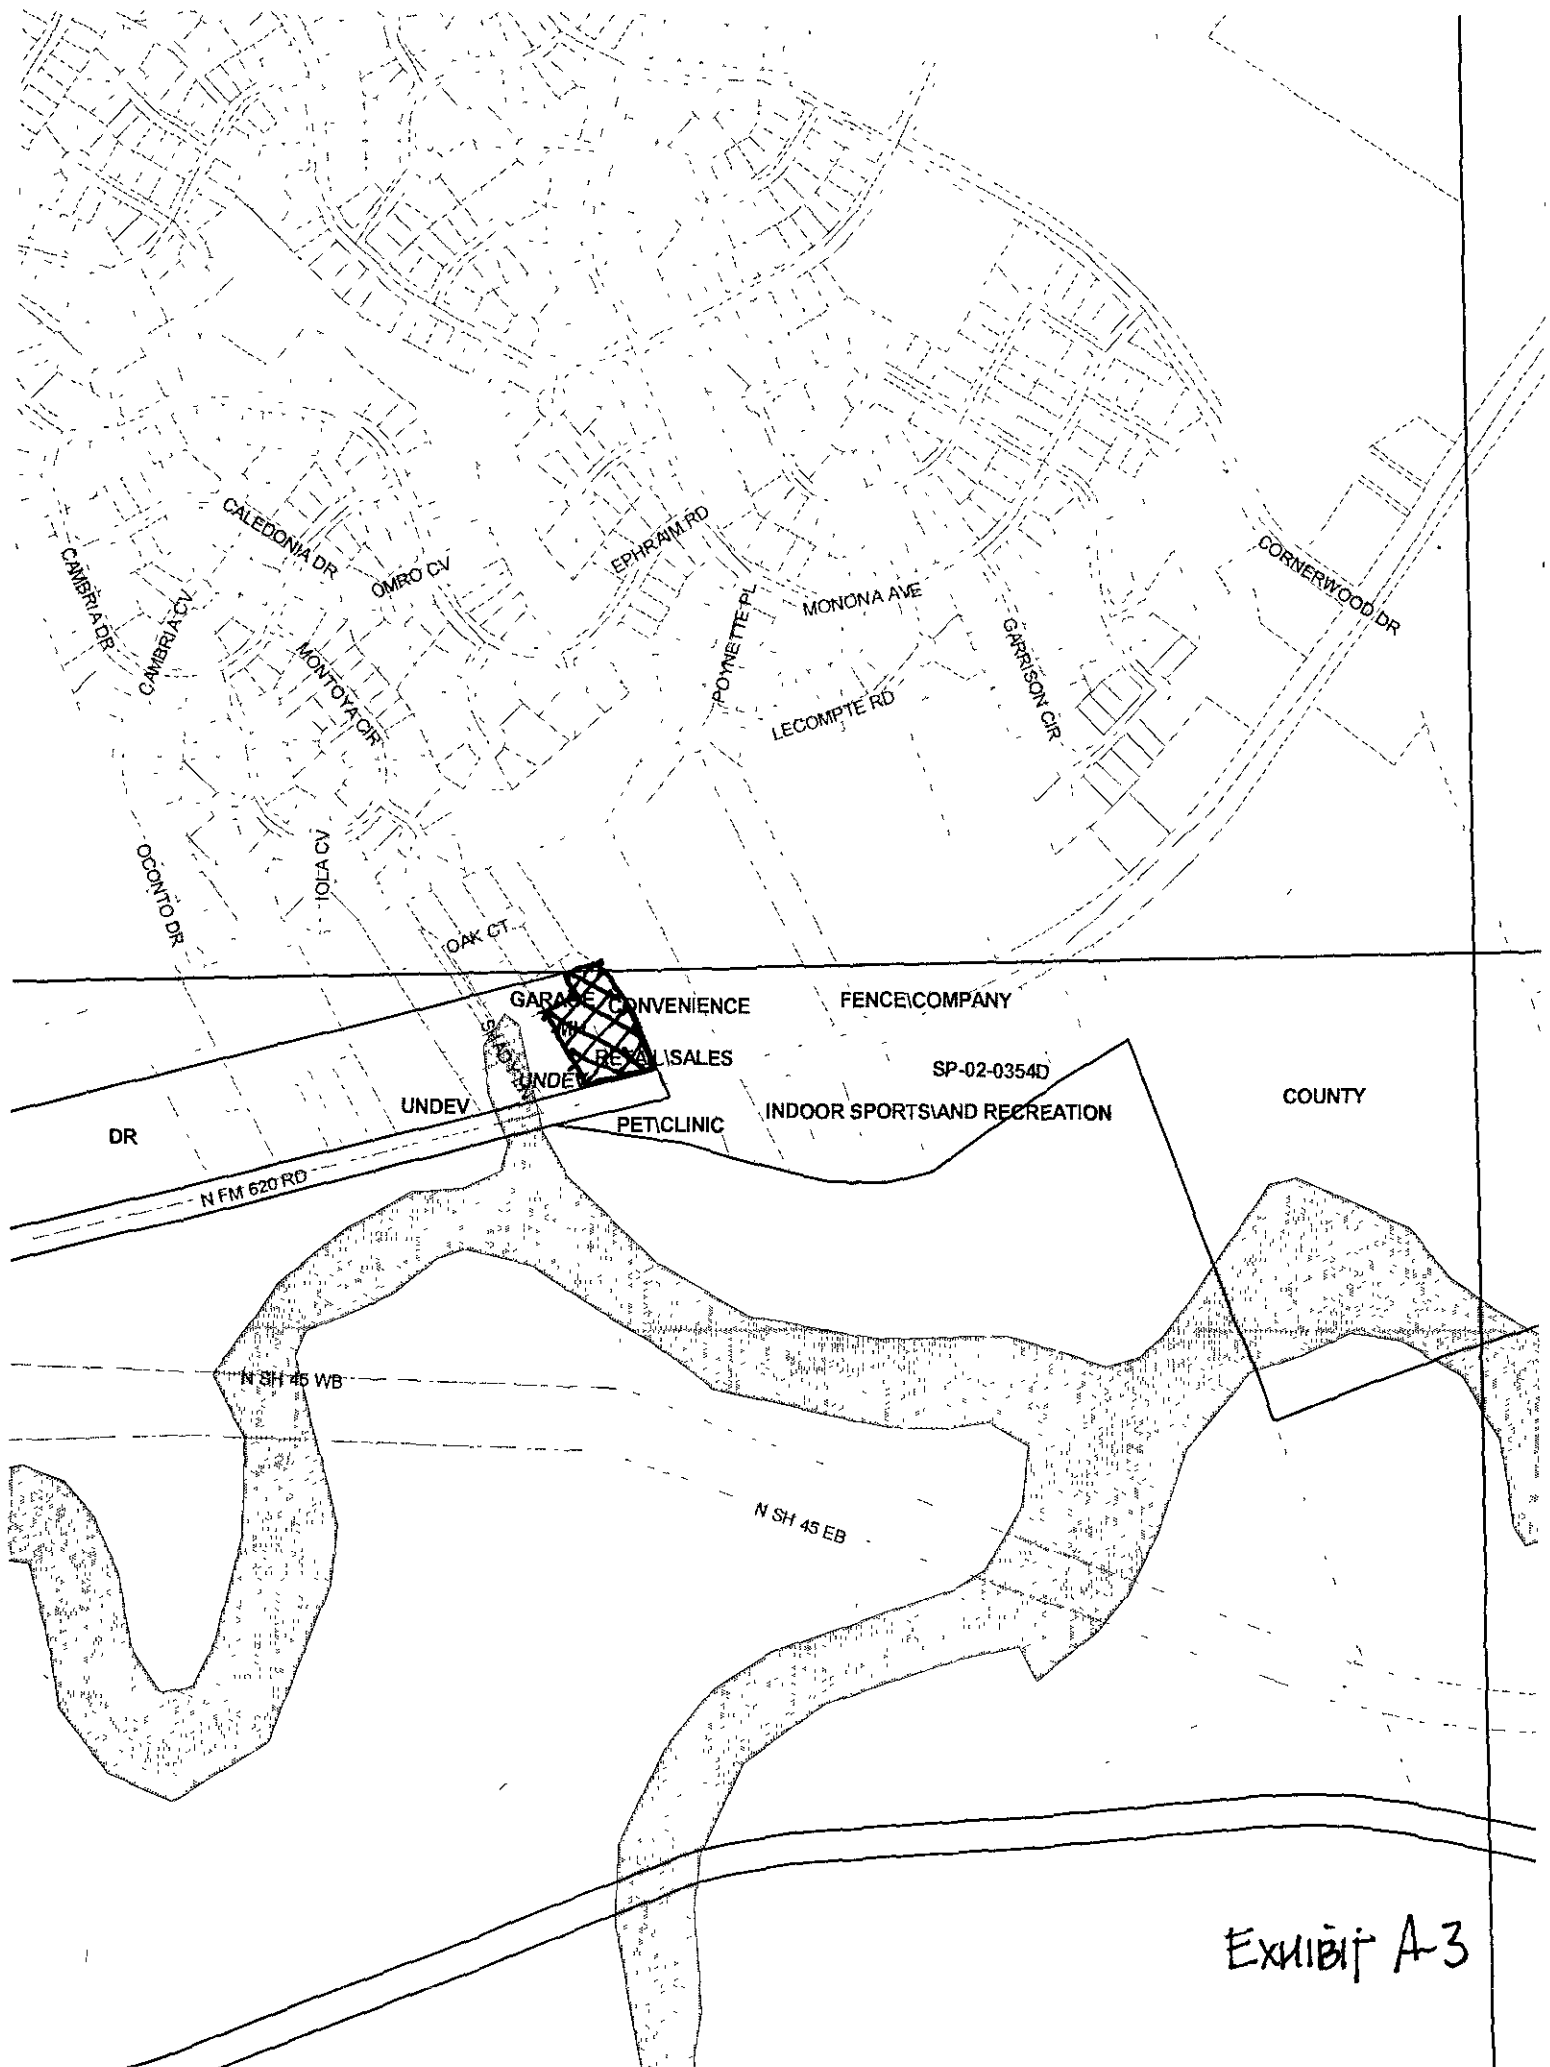 CALEDONIA DR
OMRO CV
EPHRAIM RD
CORNERWOOD DR
CAMBRIA DR
CAMBRIA CV
MONONA AVE
POYNETTE PL
GARRISON CIR
MONTOYA CIR
LECOMPTE RD
OCONTO DR
IOLA CV
OAK CT
GARAGE
CONVENIENCE
FENCE\COMPANY
MH
RETAIL\SALES
SP-02-0354D
UNDEV
UNDEV
COUNTY
INDOOR SPORTS\AND RECREATION
DR
PET\CLINIC
N FM 620 RD
N SH 45 WB
N SH 45 EB
EXHIBIT A-3